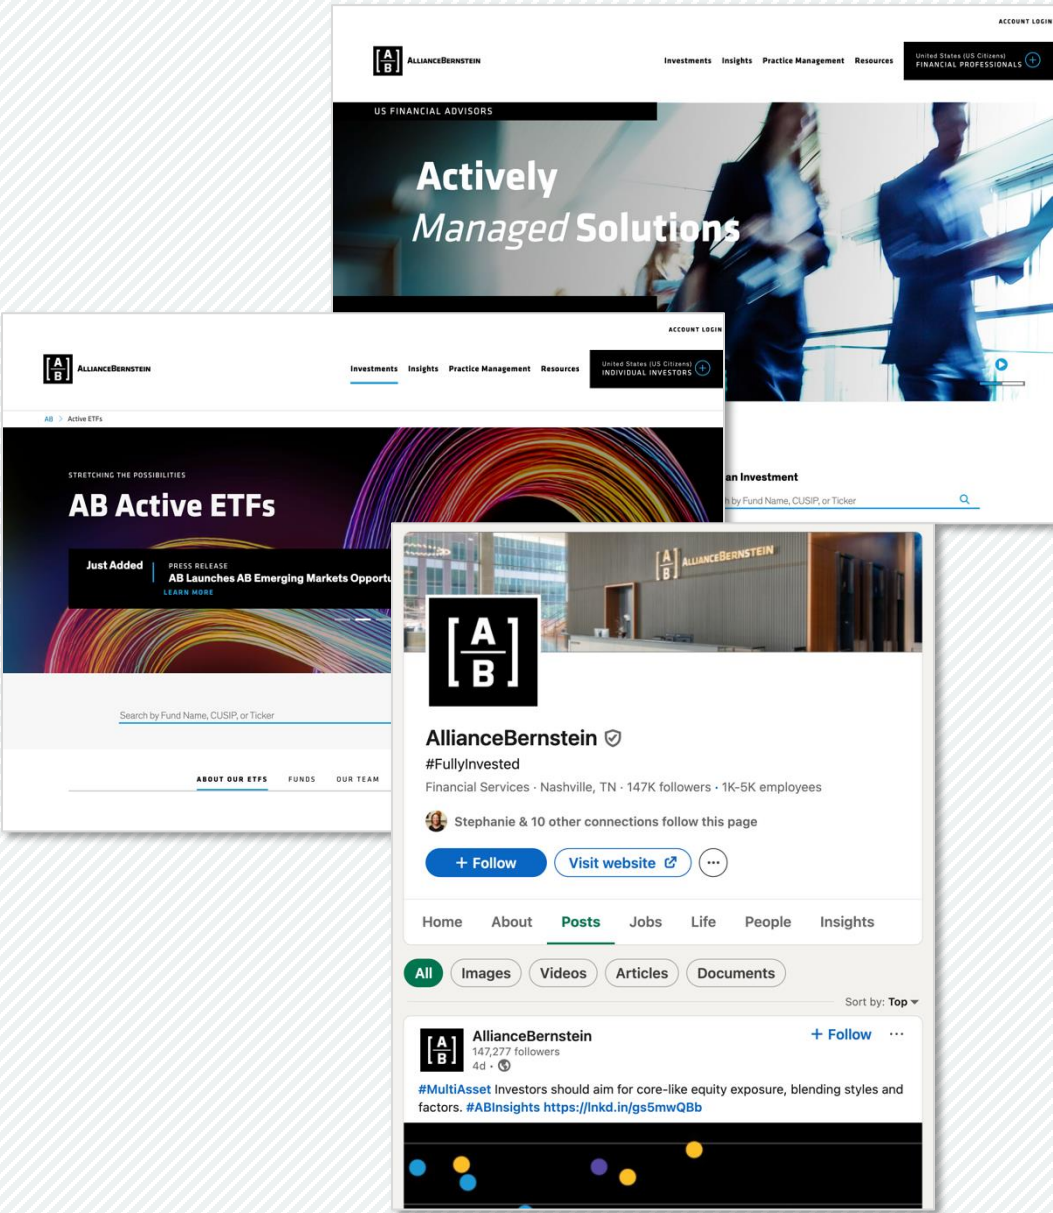 ACCOUNT LOGIN
[A B] ALLIANCEBERNSTEIN
Investments Insights Practice Management Resources
United States (US Citizens)
FINANCIAL PROFESSIONALS
US FINANCIAL ADVISORS
Actively
Managed Solutions
an Investment
by Fund Name, CUSIP, or Ticker
ACCOUNT LOGIN
[A B] ALLIANCEBERNSTEIN
Investments Insights Practice Management Resources
United States (US Citizens)
INDIVIDUAL INVESTORS
AB > Active ETFs
STRETCHING THE POSSIBILITIES
AB Active ETFs
Just Added
PRESS RELEASE
AB Launches AB Emerging Markets Opportu
LEARN MORE
Search by Fund Name, CUSIP, or Ticker
ABOUT OUR ETFS FUNDS OUR TEAM
[A B] ALLIANCEBERNSTEIN
[A B]
AllianceBernstein
#FullyInvested
Financial Services · Nashville, TN · 147K followers · 1K-5K employees
Stephanie & 10 other connections follow this page
+ Follow
Visit website
Home About Posts Jobs Life People Insights
All Images Videos Articles Documents
Sort by: Top
[A B]
AllianceBernstein
+ Follow
147,277 followers
4d ·
#MultiAsset Investors should aim for core-like equity exposure, blending styles and
factors. #ABInsights https://lnkd.in/gs5mwQBb